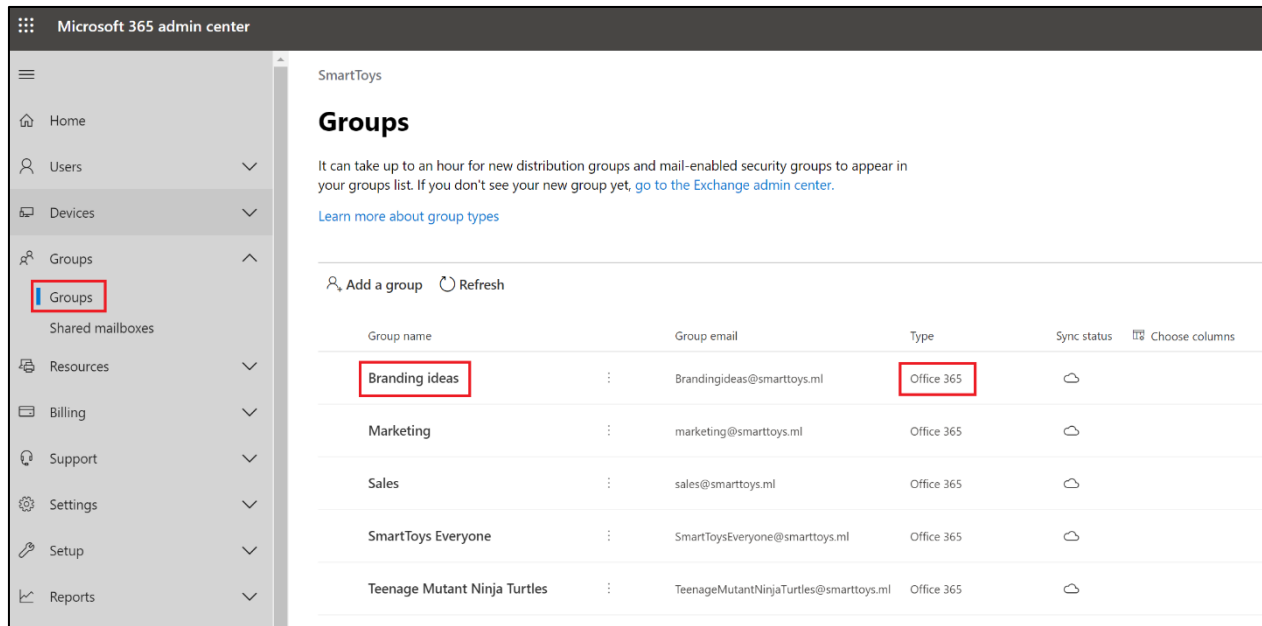 Microsoft 365 admin center
Home
Users
Devices
Groups
Groups
Shared mailboxes
Resources
Billing
Support
Settings
Setup
Reports
SmartToys
Groups
It can take up to an hour for new distribution groups and mail-enabled security groups to appear in
your groups list. If you don't see your new group yet, go to the Exchange admin center.
Learn more about group types
Add a group Refresh
Group name Group email Type Sync status Choose columns
Branding ideas Brandingideas@smarttoys.ml Office 365
Marketing marketing@smarttoys.ml Office 365
Sales sales@smarttoys.ml Office 365
SmartToys Everyone SmartToysEveryone@smarttoys.ml Office 365
Teenage Mutant Ninja Turtles TeenageMutantNinjaTurtles@smarttoys.ml Office 365